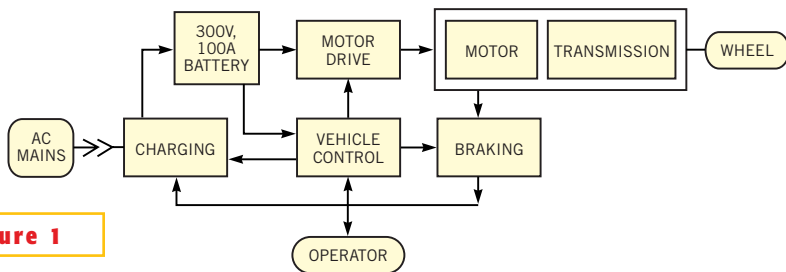 300V,
100A
BATTERY
MOTOR
DRIVE
MOTOR
TRANSMISSION
WHEEL
AC
MAINS
CHARGING
VEHICLE
CONTROL
BRAKING
ure 1
OPERATOR